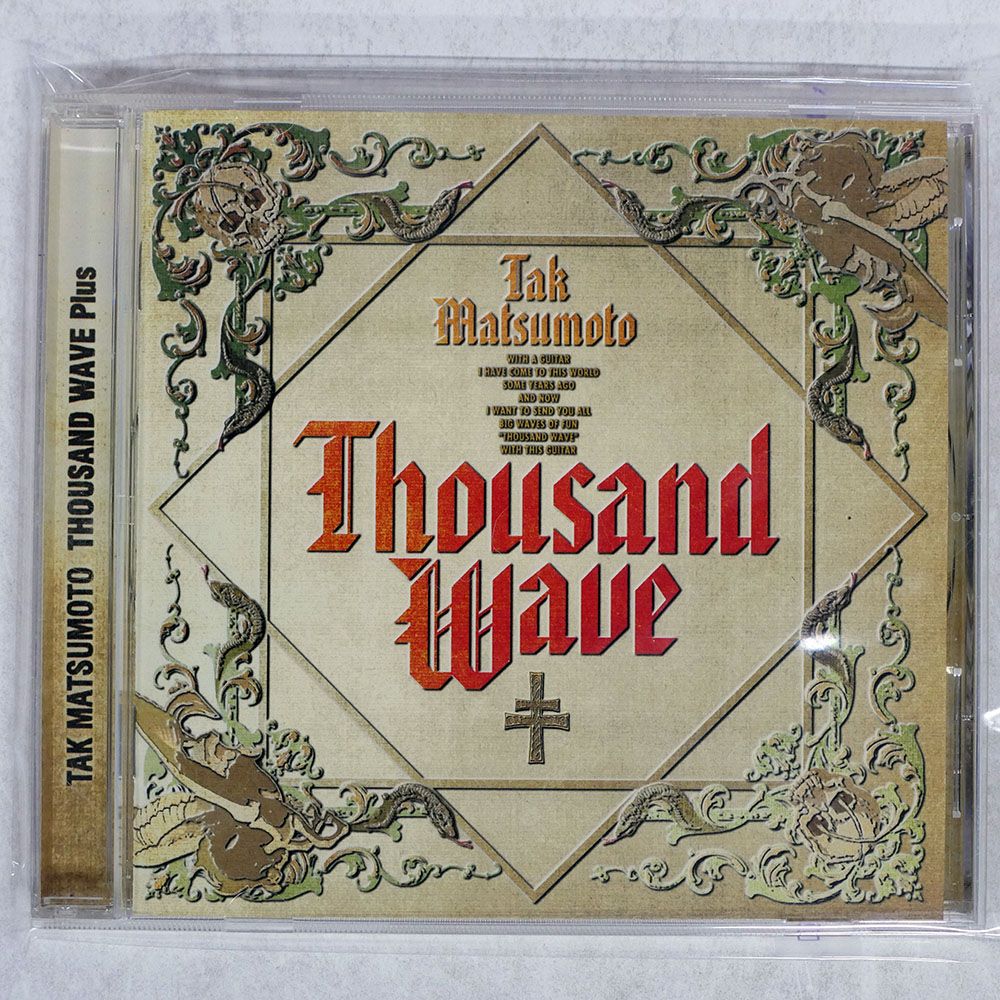 TAK MATSUMOTO THOUSAND WAVE Plus
Tak
Matsumoto
WITH A GUITAR
I HAVE COME TO THIS WORLD
SOME YEARS AGO
AND NOW
I WANT TO SEND YOU ALL
BIG WAVES OF FUN
"THOUSAND WAVE"
WITH THIS GUITAR
Thousand
Wave